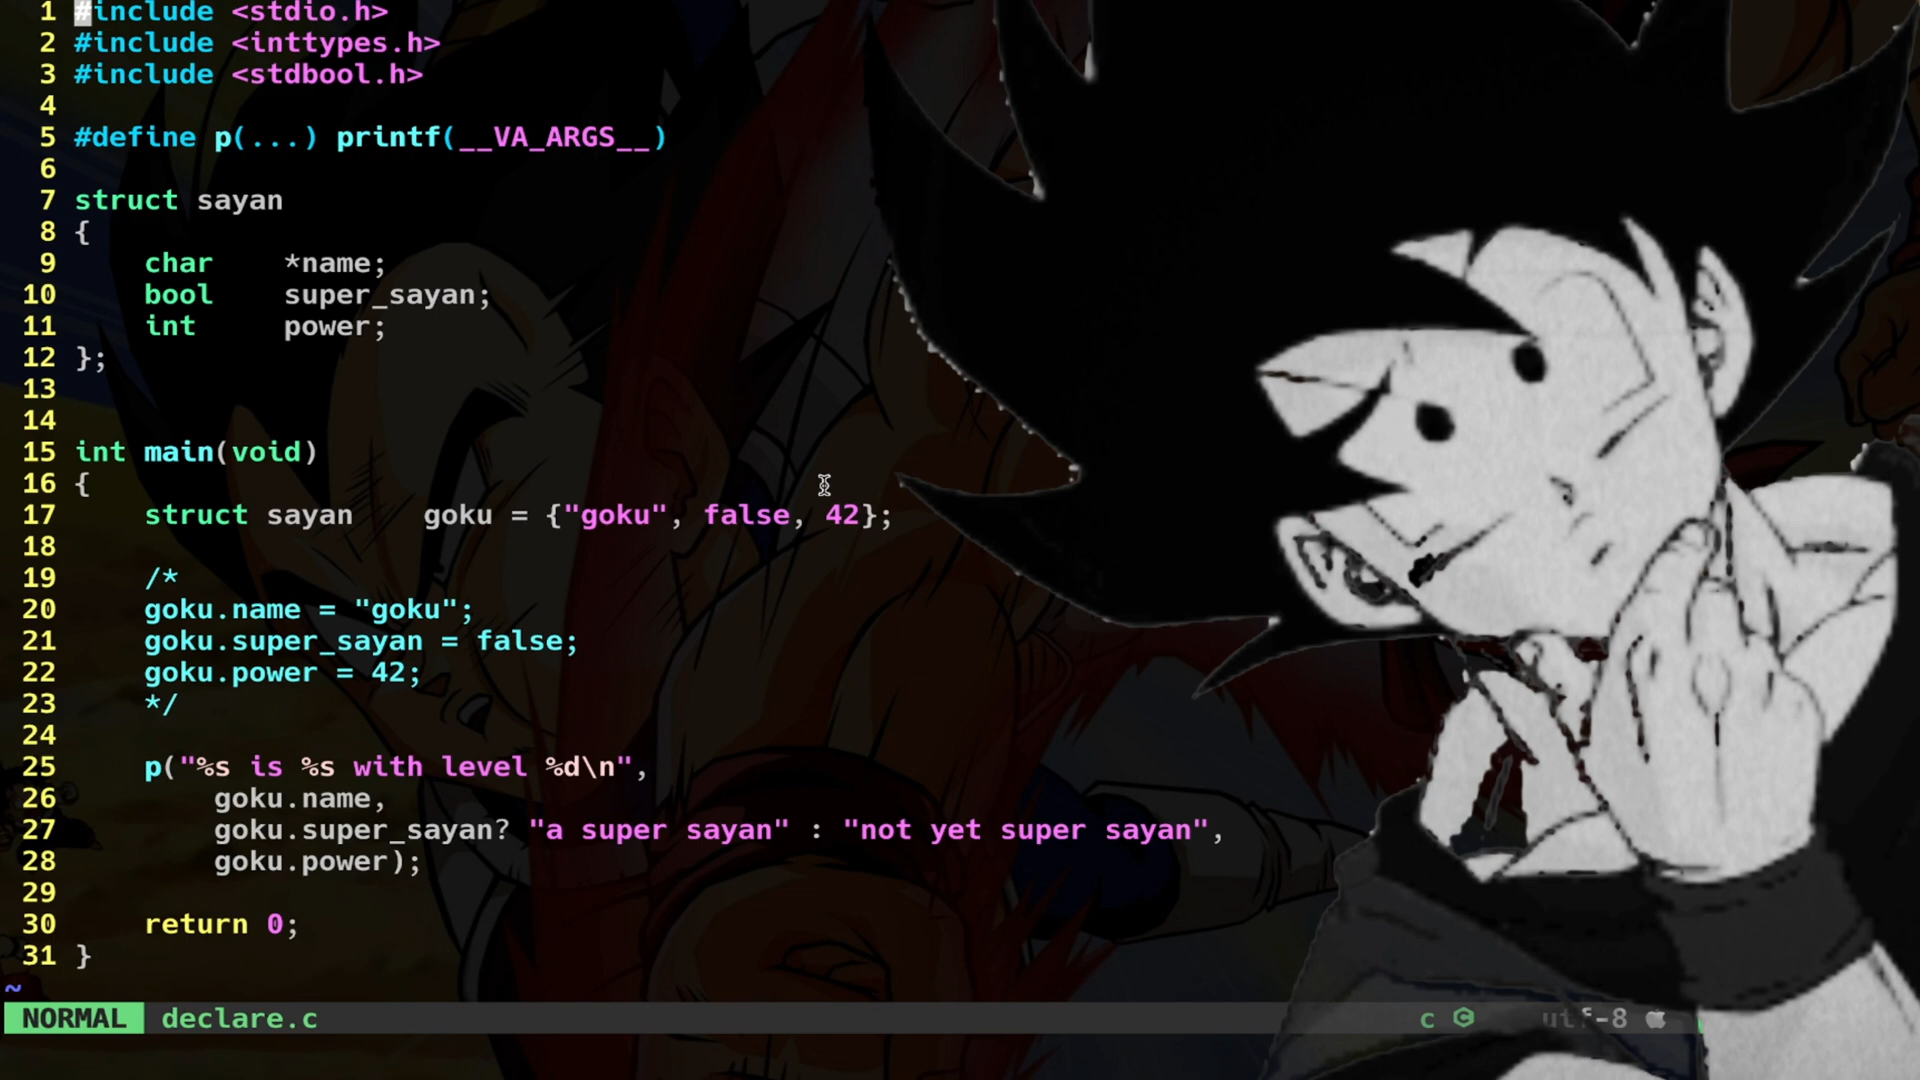 1 #include <stdio.h>
2 #include <inttypes.h>
3 #include <stdbool.h>
4
5 #define p(...) printf(__VA_ARGS__)
6
7 struct sayan
8 {
9     char    *name;
10     bool    super_sayan;
11     int     power;
12 };
13
14
15 int main(void)
16 {
17     struct sayan    goku = {"goku", false, 42};
18
19     /*
20     goku.name = "goku";
21     goku.super_sayan = false;
22     goku.power = 42;
23     */
24
25     p("%s is %s with level %d\n",
26         goku.name,
27         goku.super_sayan? "a super sayan" : "not yet super sayan",
28         goku.power);
29
30     return 0;
31 }
~
NORMAL declare.c c utf-8